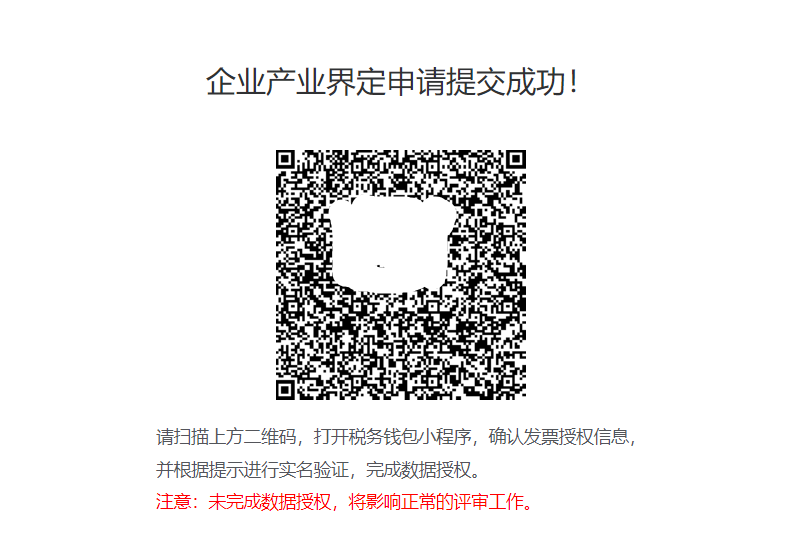 企业产业界定申请提交成功！
请扫描上方二维码，打开税务钱包小程序，确认发票授权信息，
并根据提示进行实名验证，完成数据授权。
注意：未完成数据授权，将影响正常的评审工作。